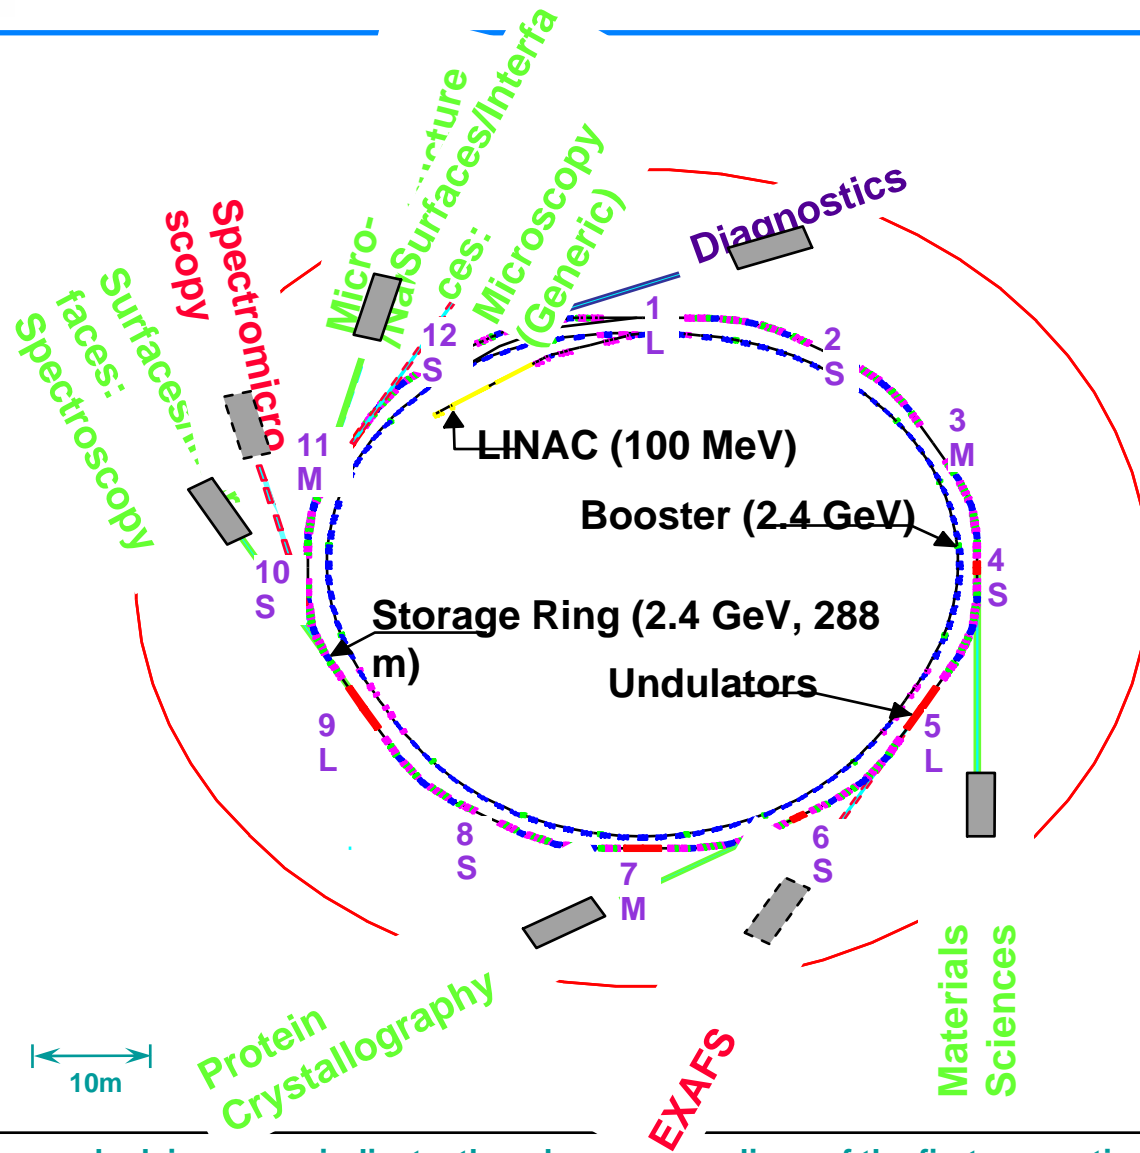 Micro-
Surfaces/Interfa
ces:
Microscopy
(Generic)
Diagnostics
Spectromicro
scopy
faces:
Spectroscopy
1
L
2
S
3
M
4
S
5
L
6
S
7
M
8
S
9
L
10
S
11
M
12
S
LINAC (100 MeV)
Booster (2.4 GeV)
Storage Ring (2.4 GeV, 288
m)
Undulators
Materials
Sciences
Protein
Crystallography
EXAFS
10m